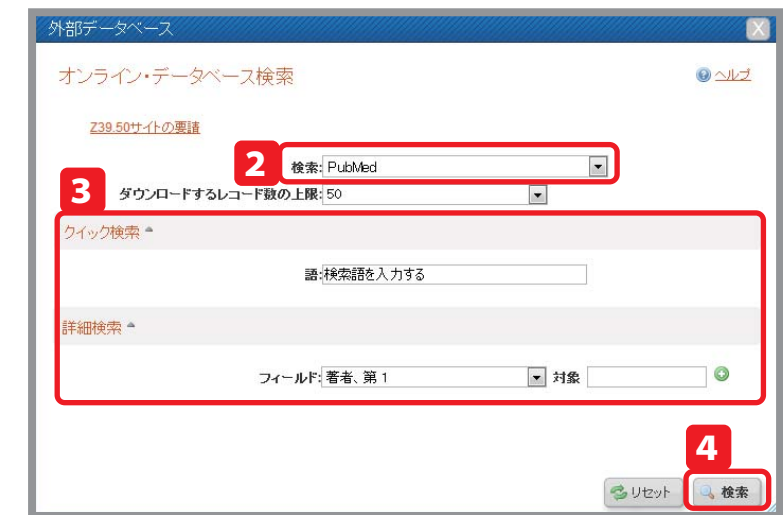 外部データベース X
オンライン・データベース検索 ヘルプ
Z39.50サイトの要請
2 検索: PubMed
3 ダウンロードするレコード数の上限: 50
クイック検索
語: 検索語を入力する
詳細検索
フィールド: 著者、第 1 対象
4
リセット 検索